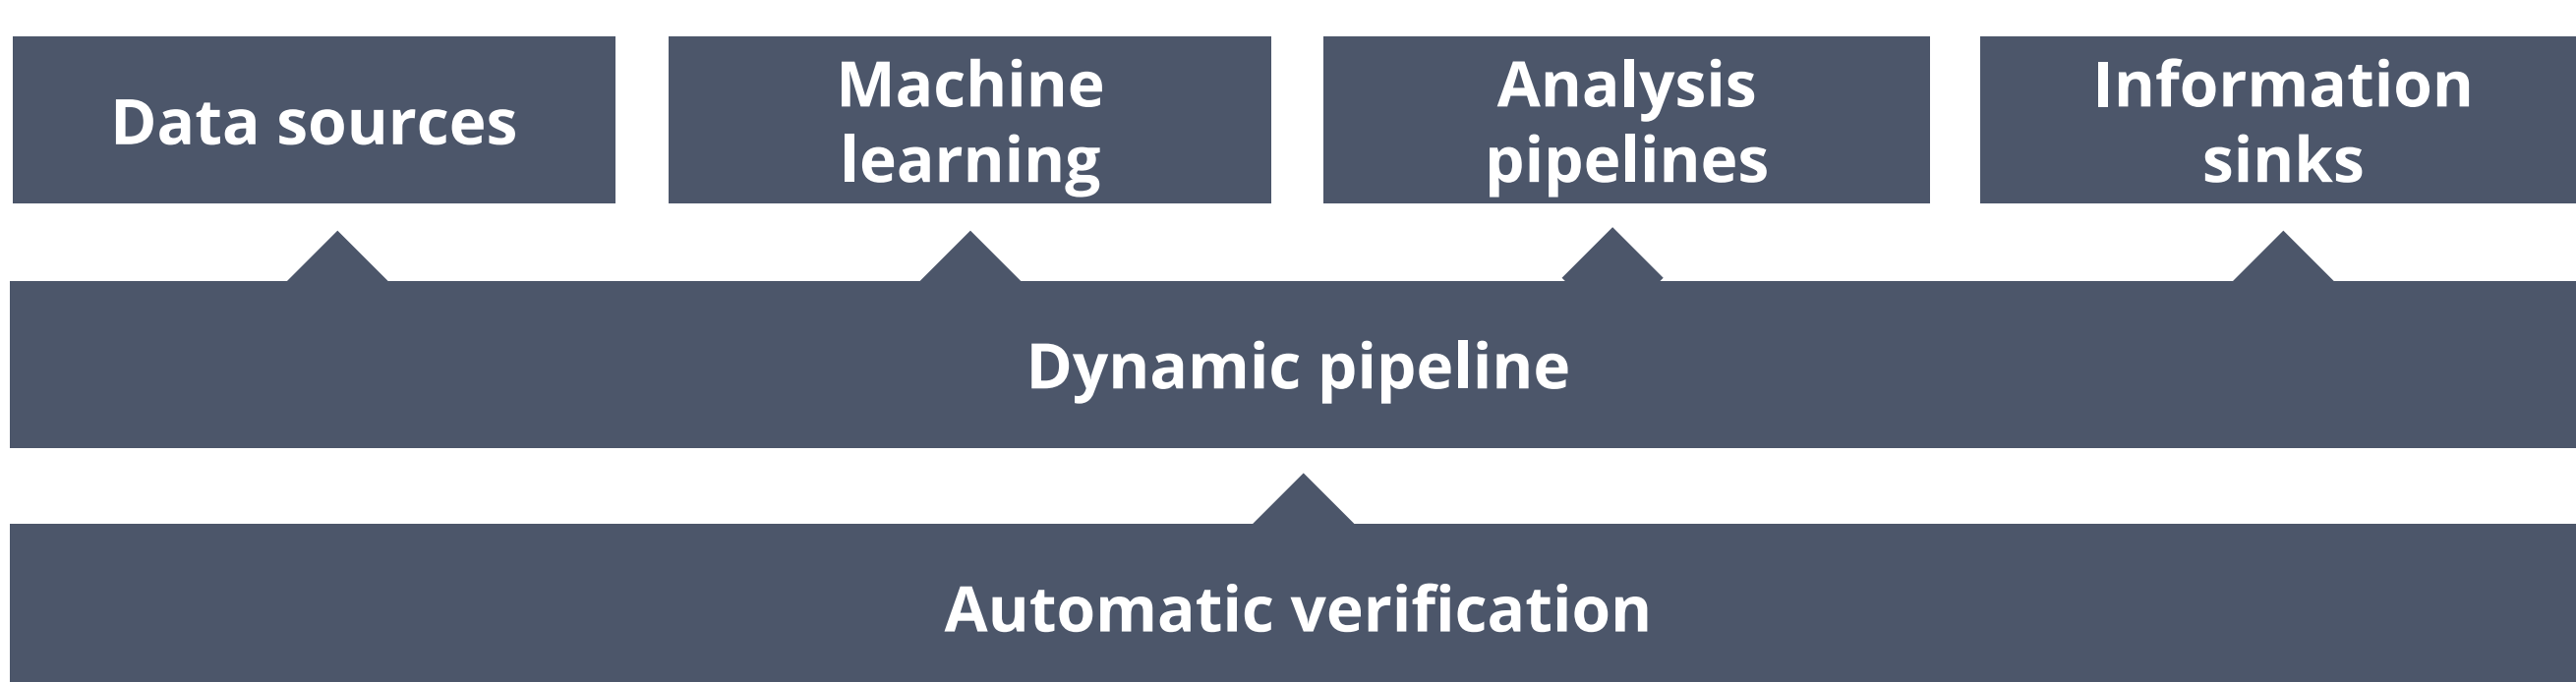 Data sources
Machine
learning
Analysis
pipelines
Information
sinks
Dynamic pipeline
Automatic verification